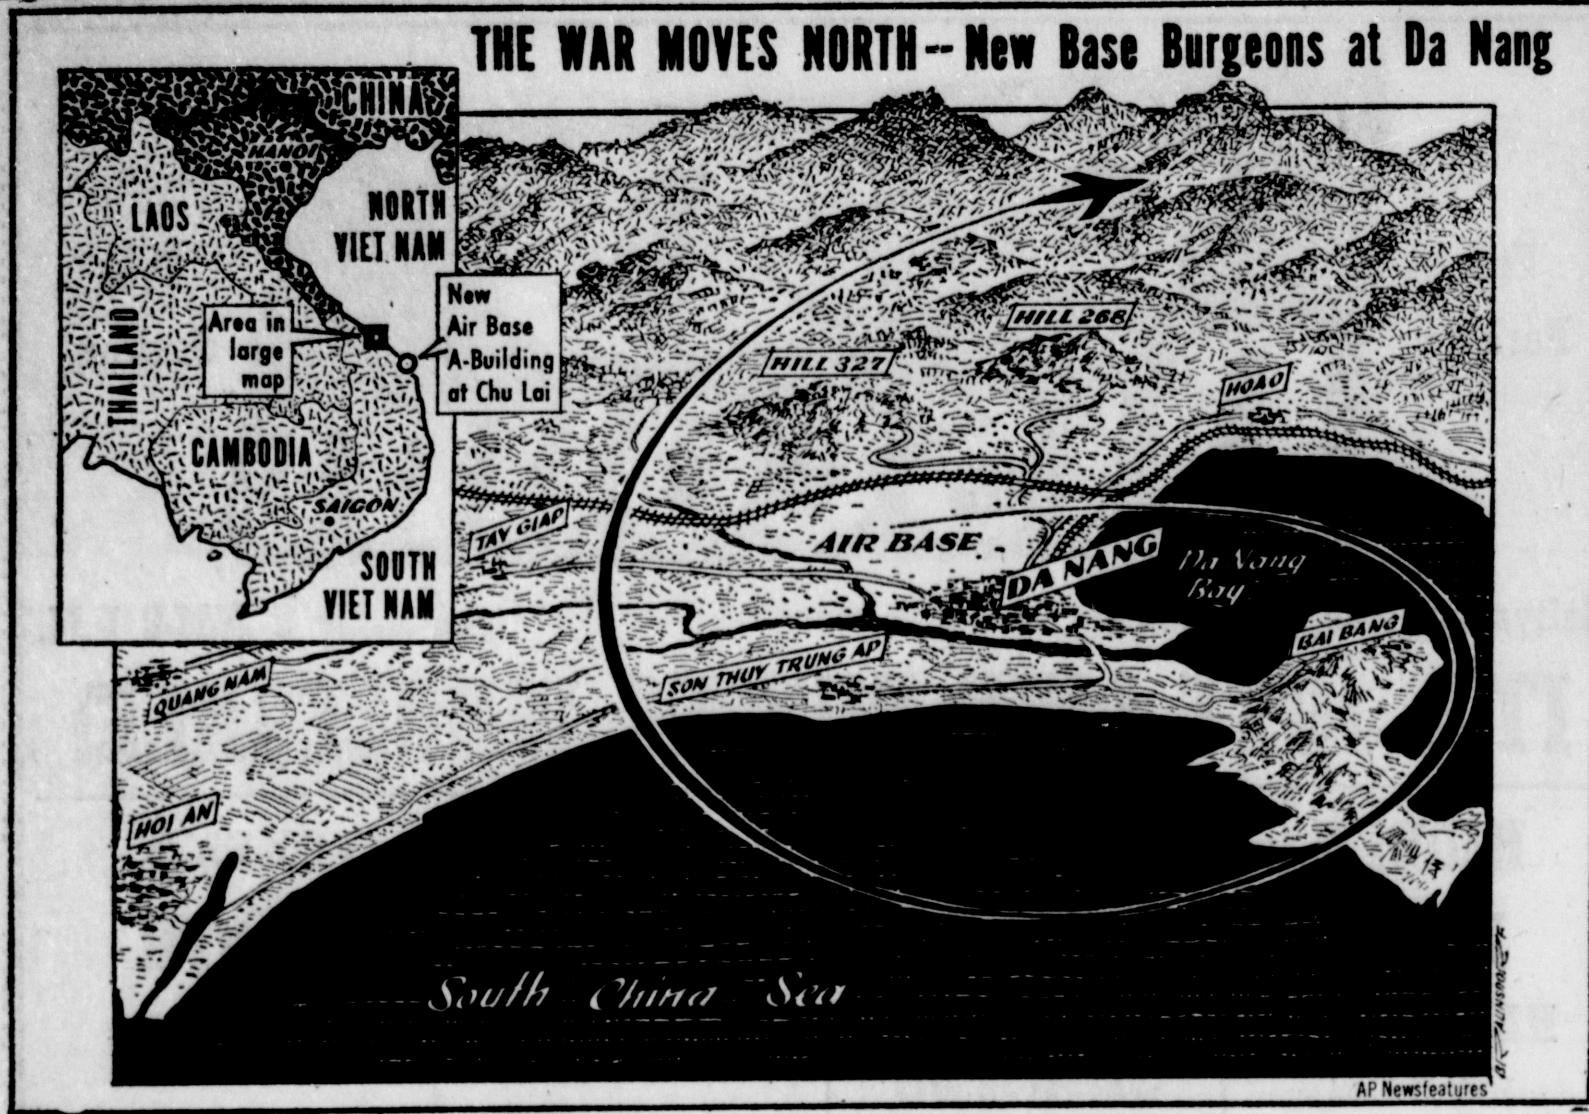 THE WAR MOVES NORTH--New Base Burgeons at Da Nang
CHINA
HANOI
LAOS
NORTH
VIET NAM
New
Air Base
A-Building
at Chu Lai
Area in
large
map
THAILAND
CAMBODIA
SAIGON
SOUTH
VIET NAM
HILL 268
HILL 327
HOAO
TAV GIAP
AIR BASE
DA NANG
Da Nang
Bay
BAI BANG
SON THUY TRUNG AP
QUANG NAM
HOI AN
South China Sea
AP Newsfeatures